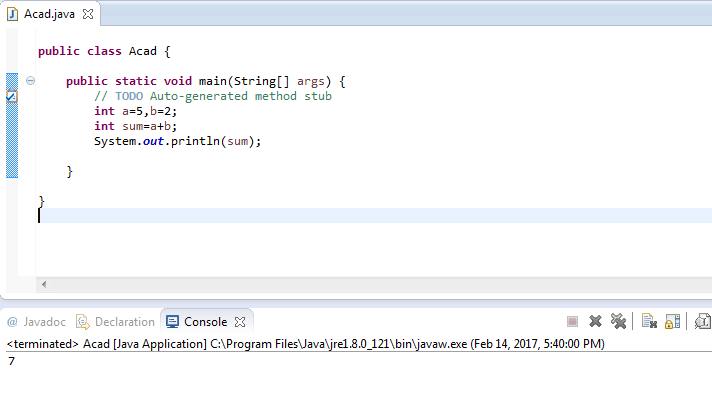 Acad.java
public class Acad {
public static void main(String[] args) {
// TODO Auto-generated method stub
int a=5,b=2;
int sum=a+b;
System.out.println(sum);
}
}
@ Javadoc Declaration Console
<terminated> Acad [Java Application] C:\Program Files\Java\jre1.8.0_121\bin\javaw.exe (Feb 14, 2017, 5:40:00 PM)
7